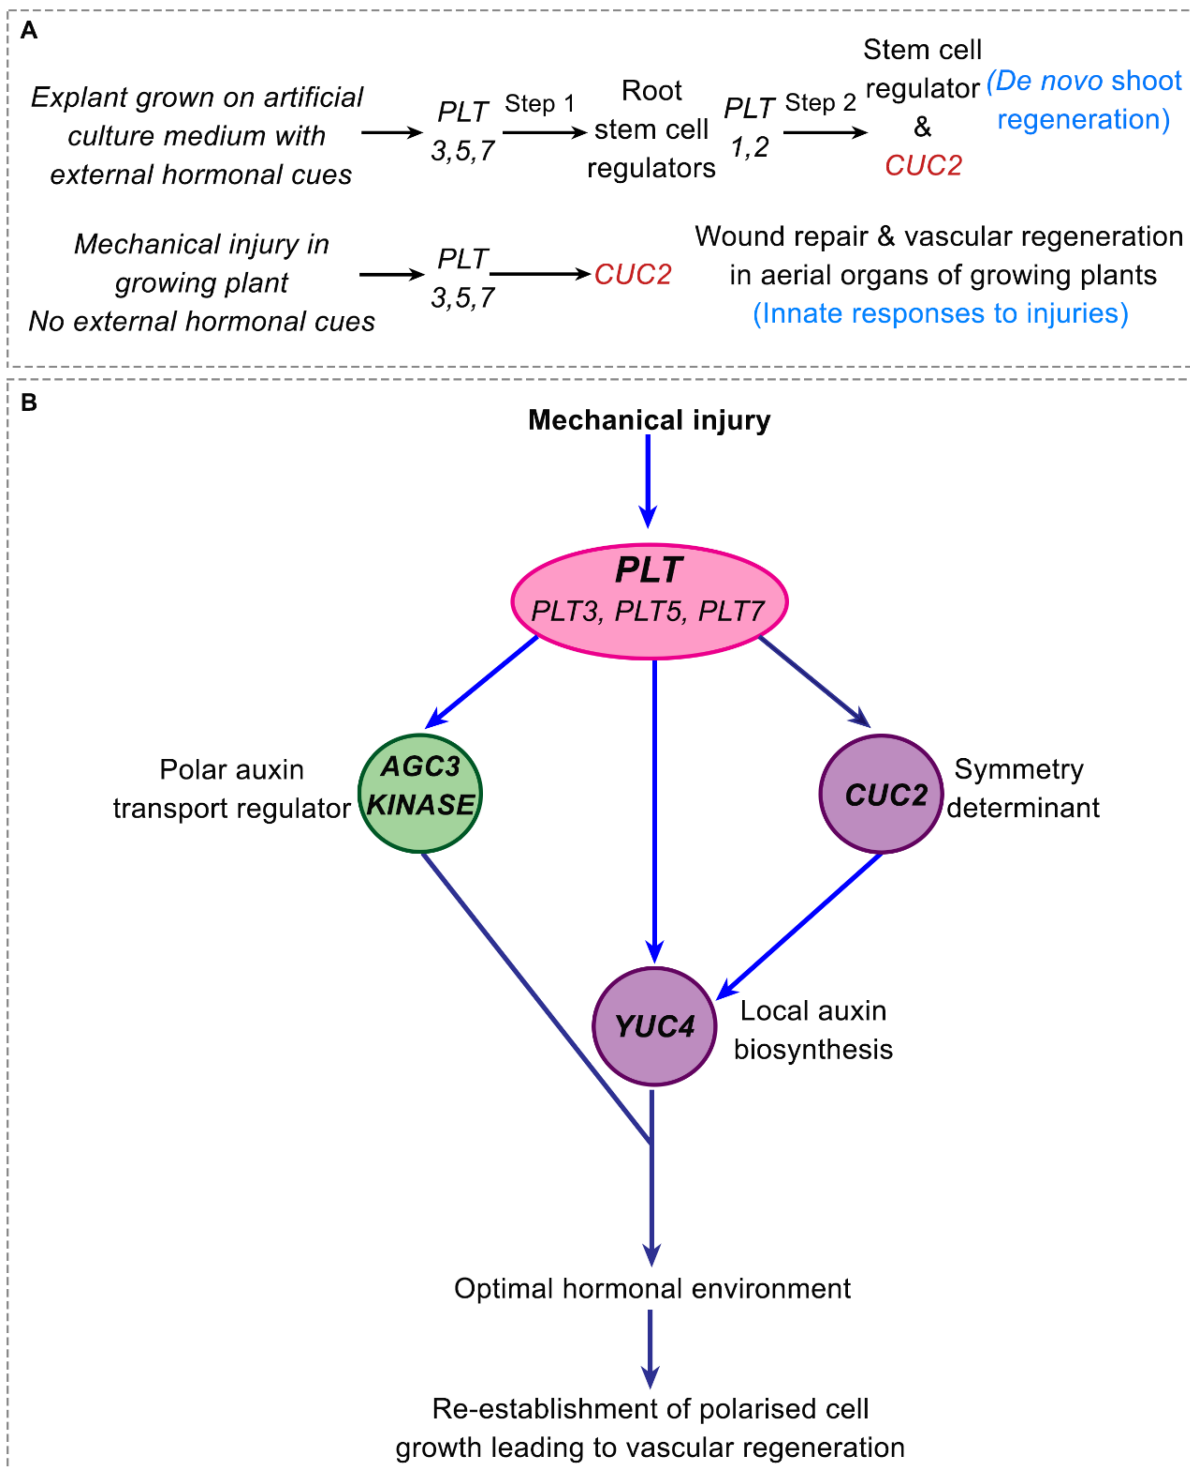 A
Explant grown on artificial
culture medium with
external hormonal cues
PLT
3,5,7
Step 1
Root
stem cell
regulators
PLT
1,2
Step 2
Stem cell
regulator
&
CUC2
(De novo shoot
regeneration)
Mechanical injury in
growing plant
No external hormonal cues
PLT
3,5,7
CUC2
Wound repair & vascular regeneration
in aerial organs of growing plants
(Innate responses to injuries)
B
Mechanical injury
PLT
PLT3, PLT5, PLT7
Polar auxin
transport regulator
AGC3
KINASE
CUC2
Symmetry
determinant
YUC4
Local auxin
biosynthesis
Optimal hormonal environment
Re-establishment of polarised cell
growth leading to vascular regeneration